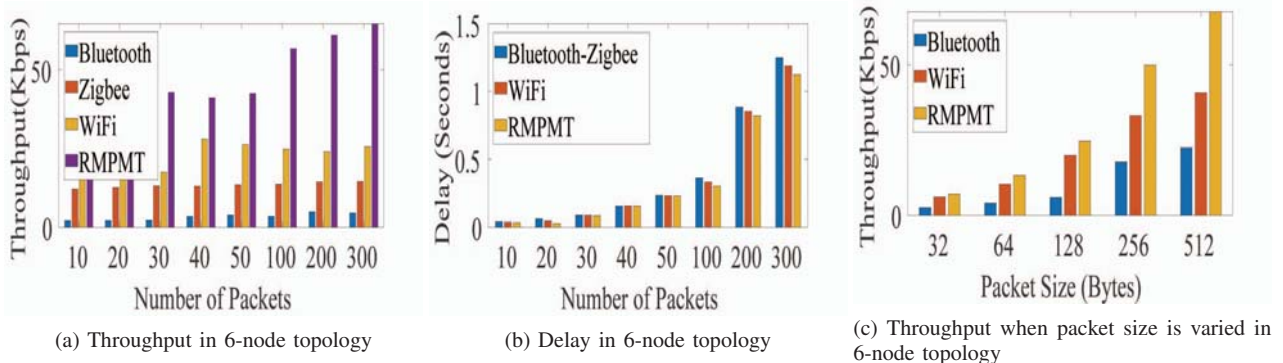 Throughput(Kbps)
50
0
Bluetooth
Zigbee
WiFi
RMPMT
10 20 30 40 50 100 200 300
Number of Packets
(a) Throughput in 6-node topology
Delay (Seconds)
1.5
1
0.5
0
Bluetooth-Zigbee
WiFi
RMPMT
10 20 30 40 50 100 200 300
Number of Packets
(b) Delay in 6-node topology
Throughput(Kbps)
50
0
Bluetooth
WiFi
RMPMT
32 64 128 256 512
Packet Size (Bytes)
(c) Throughput when packet size is varied in
6-node topology